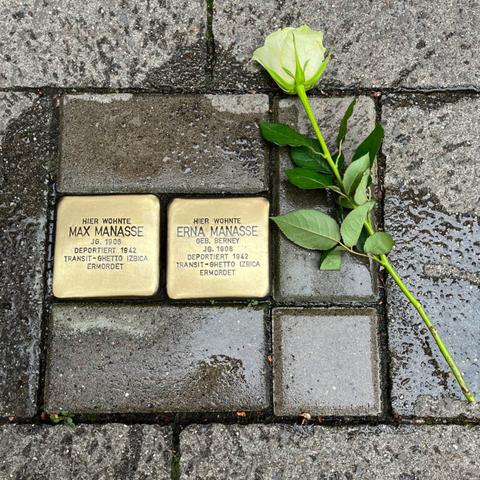 HIER WOHNTE
MAX MANASSE
JG. 1906
DEPORTIERT 1942
TRANSIT-GHETTO IZBICA
ERMORDET
HIER WOHNTE
ERNA MANASSE
GEB. BERNEY
JG. 1908
DEPORTIERT 1942
TRANSIT-GHETTO IZBICA
ERMORDET